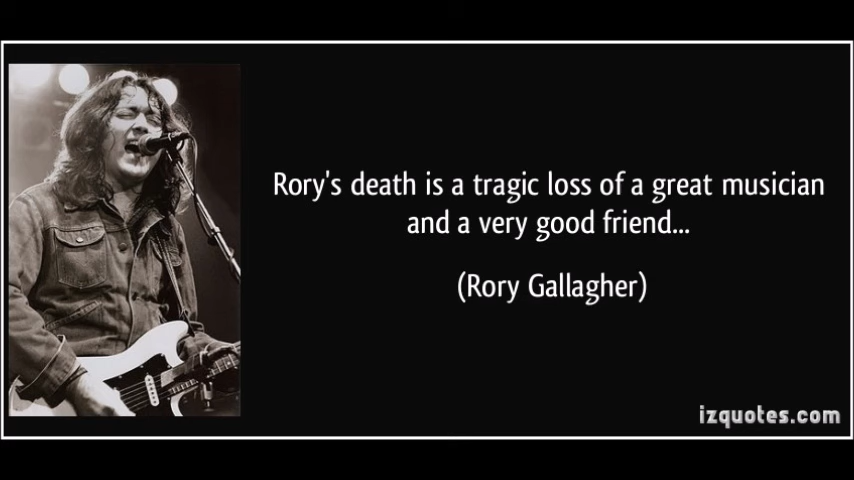 Rory's death is a tragic loss of a great musician
and a very good friend...
(Rory Gallagher)
izquotes.com